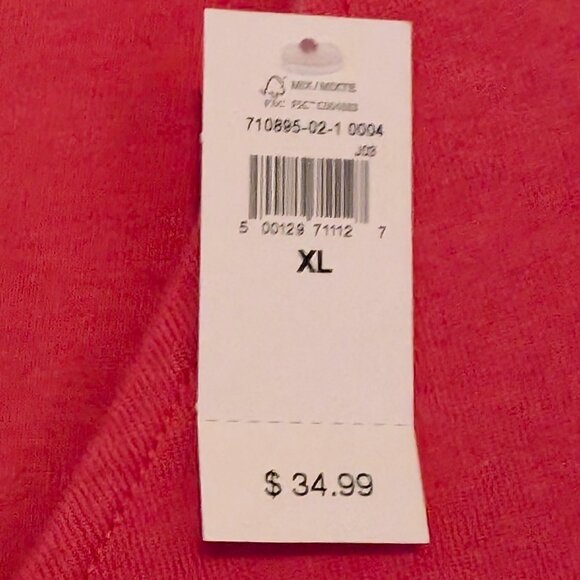 MIX/MIXTE
710895-02-1 0004
J03
5 00129 71112 7
XL
$ 34.99